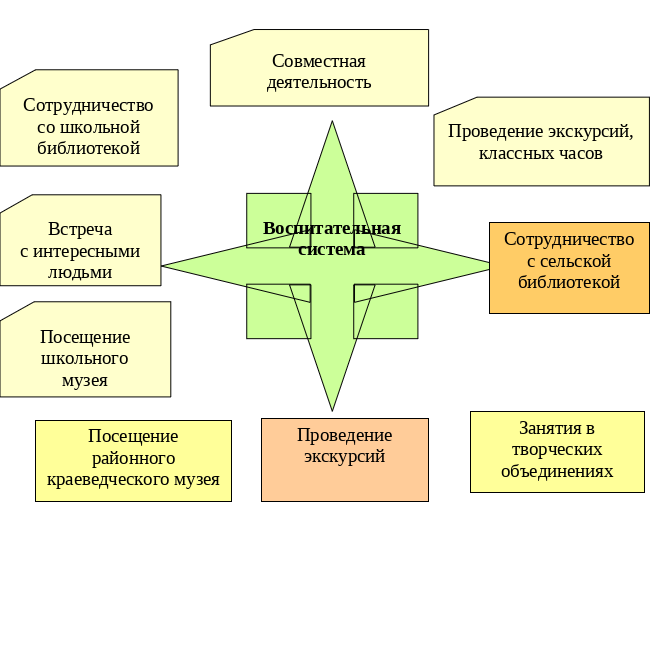 Совместная
деятельность
Сотрудничество
со школьной
библиотекой
Проведение экскурсий,
классных часов
Встреча
с интересными
людьми
Воспитательная
система
Сотрудничество
с сельской
библиотекой
Посещение
школьного
музея
Посещение
районного
краеведческого музея
Проведение
экскурсий
Занятия в
творческих
объединениях